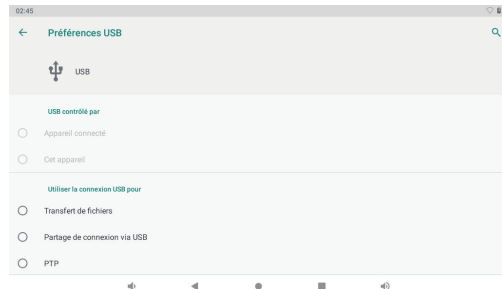 02:45
Préférences USB
USB
USB contrôlé par
Appareil connecté
Cet appareil
Utiliser la connexion USB pour
Transfert de fichiers
Partage de connexion via USB
PTP